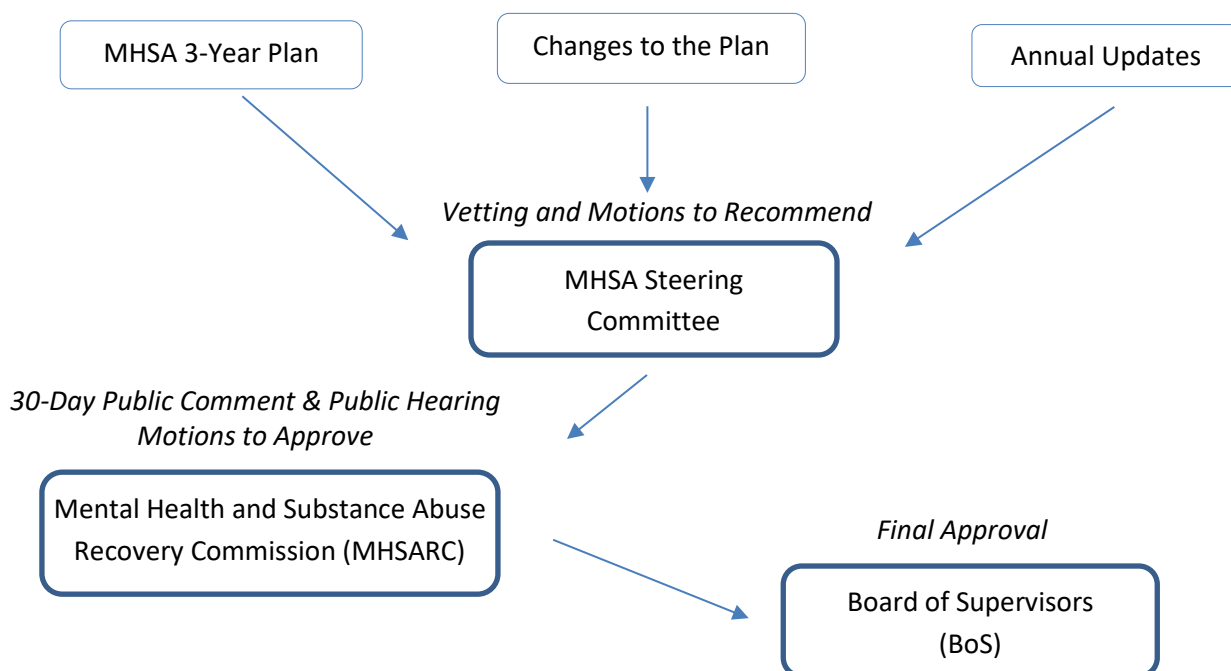 MHSA 3-Year Plan
Changes to the Plan
Annual Updates
Vetting and Motions to Recommend
MHSA Steering
Committee
30-Day Public Comment & Public Hearing
Motions to Approve
Mental Health and Substance Abuse
Recovery Commission (MHSARC)
Final Approval
Board of Supervisors
(BoS)